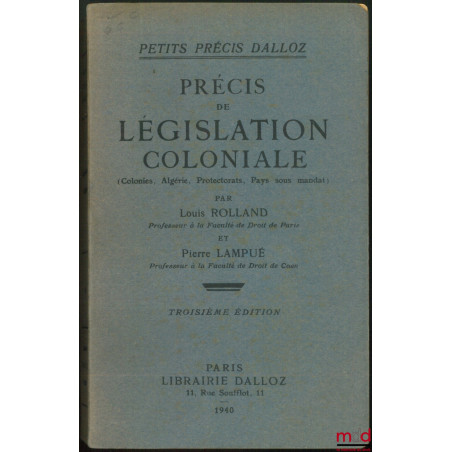 PETITS PRÉCIS DALLOZ
PRÉCIS
DE
LÉGISLATION
COLONIALE
(Colonies, Algérie, Protectorats, Pays sous mandat)
PAR
Louis ROLLAND
Professeur à la Faculté de Droit de Paris
ET
Pierre LAMPUÉ
Professeur à la Faculté de Droit de Caen
TROISIÈME ÉDITION
PARIS
LIBRAIRIE DALLOZ
11, Rue Soufflot, 11
1940